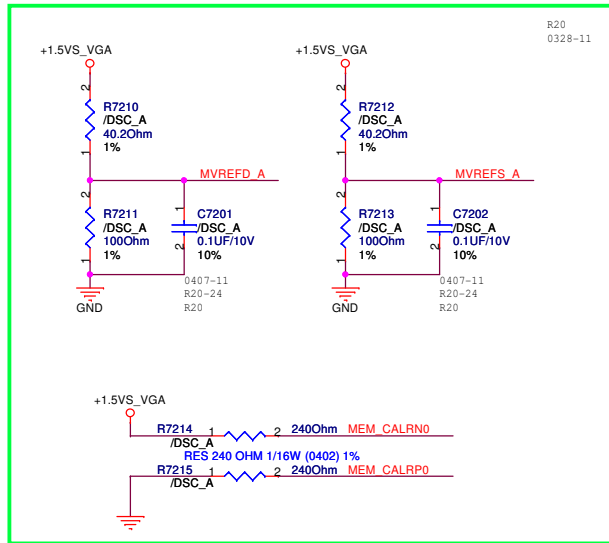 R20
0328-11
+1.5VS_VGA
2
R7210
/DSC_A
40.2Ohm
1%
1
MVREFD_A
2
R7211
/DSC_A
100Ohm
1%
1
1
C7201
/DSC_A
0.1UF/10V
10%
2
0407-11
R20-24
R20
GND
+1.5VS_VGA
2
R7212
/DSC_A
40.2Ohm
1%
1
MVREFS_A
2
R7213
/DSC_A
100Ohm
1%
1
1
C7202
/DSC_A
0.1UF/10V
10%
2
0407-11
R20-24
R20
GND
+1.5VS_VGA
R7214 1 2 240Ohm MEM_CALRN0
/DSC_A
RES 240 OHM 1/16W (0402) 1%
R7215 1 2 240Ohm MEM_CALRP0
/DSC_A